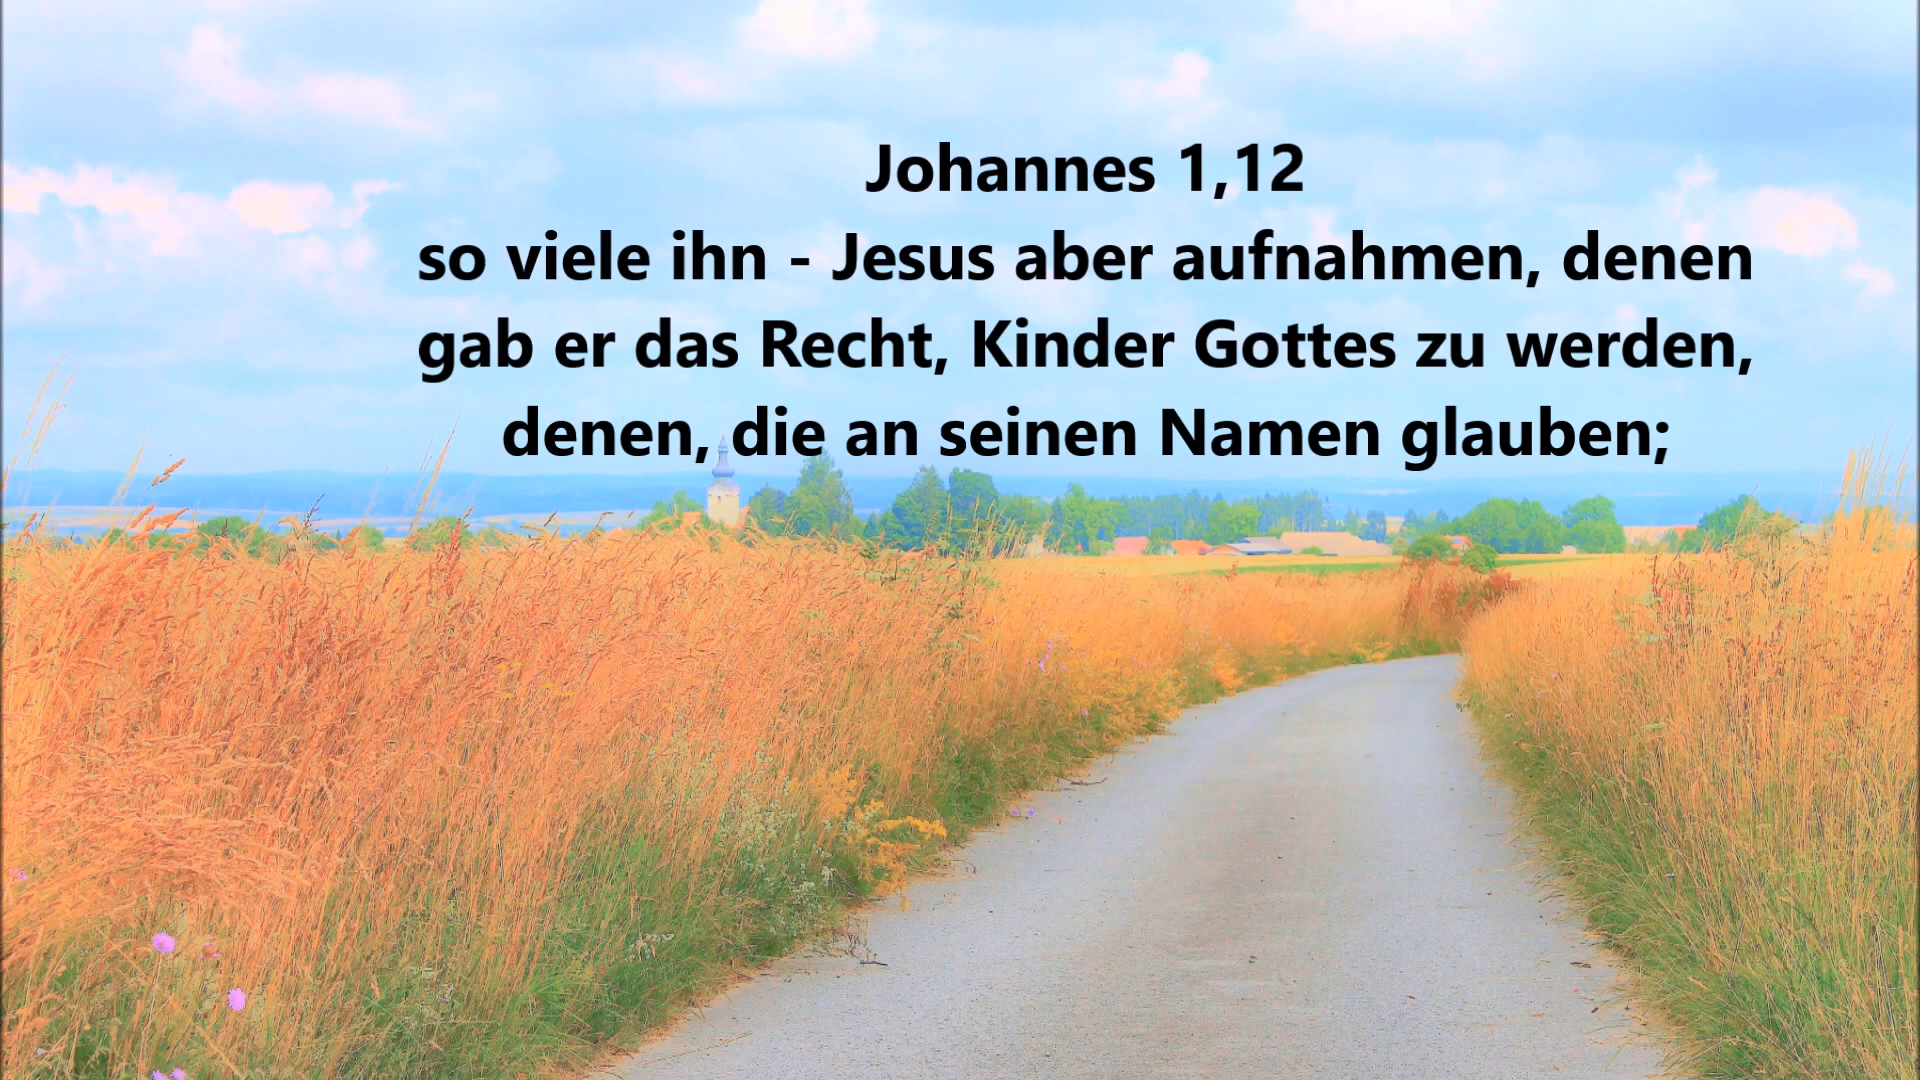 Johannes 1,12
so viele ihn - Jesus aber aufnahmen, denen
gab er das Recht, Kinder Gottes zu werden,
denen, die an seinen Namen glauben;